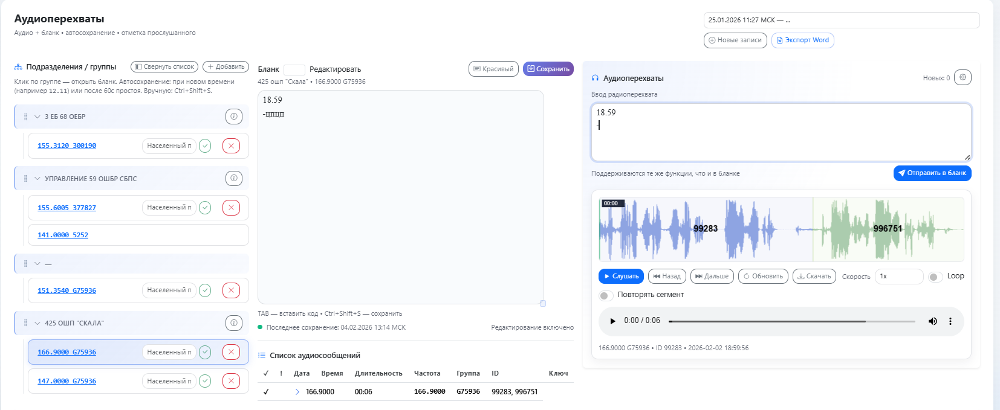 Аудиоперехваты
Аудио + бланк • автосохранение • отметка прослушанного
25.01.2026 11:27 МСК — ...
Новые записи
Экспорт Word
Подразделения / группы
Свернуть список
Добавить
Клик по группе — открыть бланк. Автосохранение: при новом времени
(например 12.11) или после 60с простоя. Вручную: Ctrl+Shift+S.
3 ЕБ 68 ОЕБР
155.3120 300190 Населенный п
УПРАВЛЕНИЕ 59 ОШБР СБПС
155.6005 377827 Населенный п
141.0000 5252
—
151.3540 G75936 Населенный п
425 ОШП "СКАЛА"
166.9000 G75936 Населенный п
147.0000 G75936 Населенный п
Бланк Редактировать
Красивый
Сохранить
425 ошп "Скала" • 166.9000 G75936
18.59
-цпцп
TAB — вставить код • Ctrl+Shift+S — сохранить
Последнее сохранение: 04.02.2026 13:14 МСК
Редактирование включено
Список аудиосообщений
✓ ! Дата Время Длительность Частота Группа ID Ключ
✓ 166.9000 00:06 166.9000 G75936 99283, 996751
Аудиоперехваты
Новых: 0
Ввод радиоперехвата
18.59
-
Поддерживаются те же функции, что и в бланке
Отправить в бланк
00:00
99283
996751
Слушать
Назад
Дальше
Обновить
Скачать
Скорость 1x
Loop
Повторять сегмент
0:00 / 0:06
166.9000 G75936 • ID 99283 • 2026-02-02 18:59:56